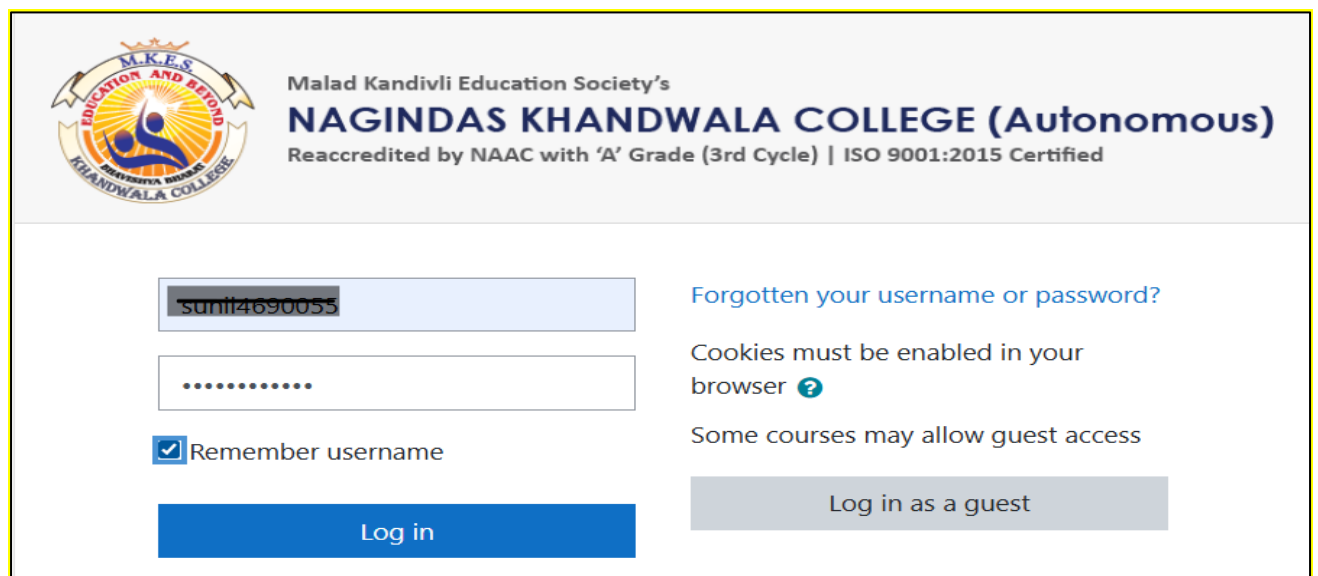 M.K.E.S.
EDUCATION AND BEYOND
BHAVISHYA BHARAT
KHANDWALA COLLEGE
Malad Kandivli Education Society's
NAGINDAS KHANDWALA COLLEGE (Autonomous)
Reaccredited by NAAC with ‘A’ Grade (3rd Cycle) | ISO 9001:2015 Certified
Forgotten your username or password?
Cookies must be enabled in your
browser ?
••••••••••••
Some courses may allow guest access
Remember username
Log in as a guest
Log in